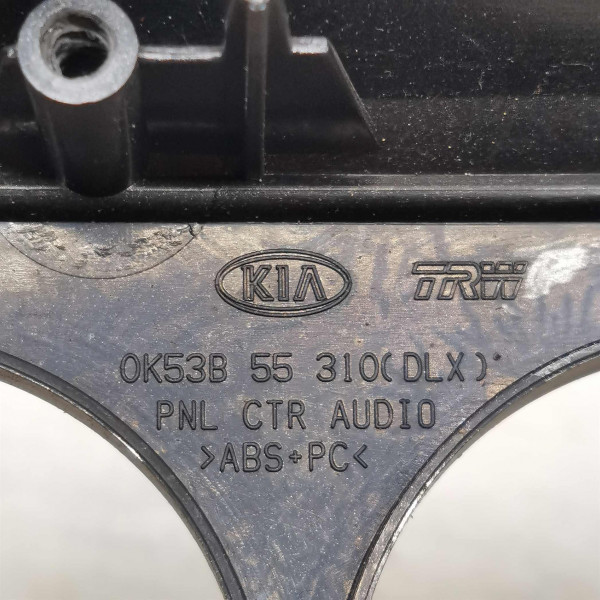 KIA TRW
0K53B 55 310(DLX)
PNL CTR AUDIO
>ABS+PC<